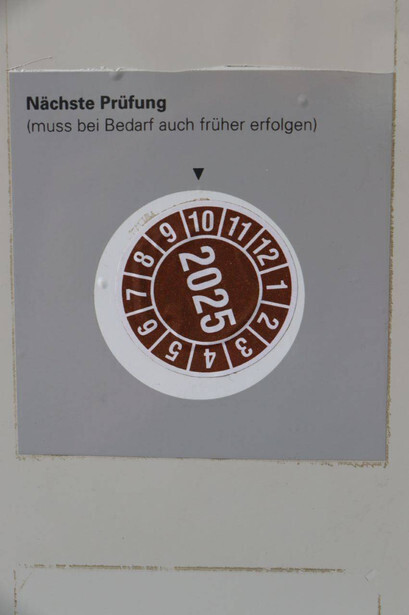 Nächste Prüfung
(muss bei Bedarf auch früher erfolgen)
10 11 12 1 2 3 4 5 6 7 8 9
2025